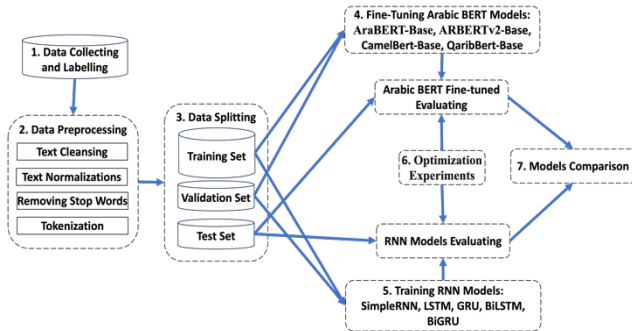 1. Data Collecting
and Labelling
2. Data Preprocessing
Text Cleansing
Text Normalizations
Removing Stop Words
Tokenization
3. Data Splitting
Training Set
Validation Set
Test Set
4. Fine-Tuning Arabic BERT Models:
AraBERT-Base, ARBERTv2-Base,
CamelBert-Base, QaribBert-Base
Arabic BERT Fine-tuned
Evaluating
6. Optimization
Experiments
RNN Models Evaluating
5. Training RNN Models:
SimpleRNN, LSTM, GRU, BiLSTM,
BiGRU
7. Models Comparison